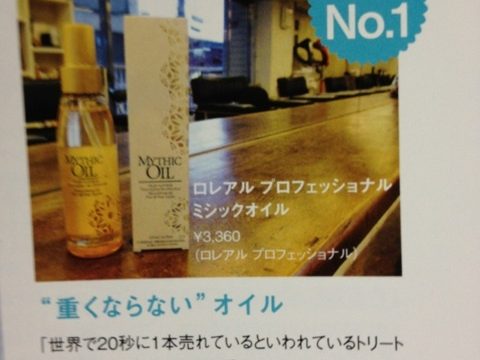 No.1
MYTHIC
OIL
MYTHIC
OIL
ロレアル プロフェッショナル
ミシックオイル
¥3,360
(ロレアル プロフェッショナル)
“重くならない”オイル
「世界で20秒に1本売れているといわれているトリート